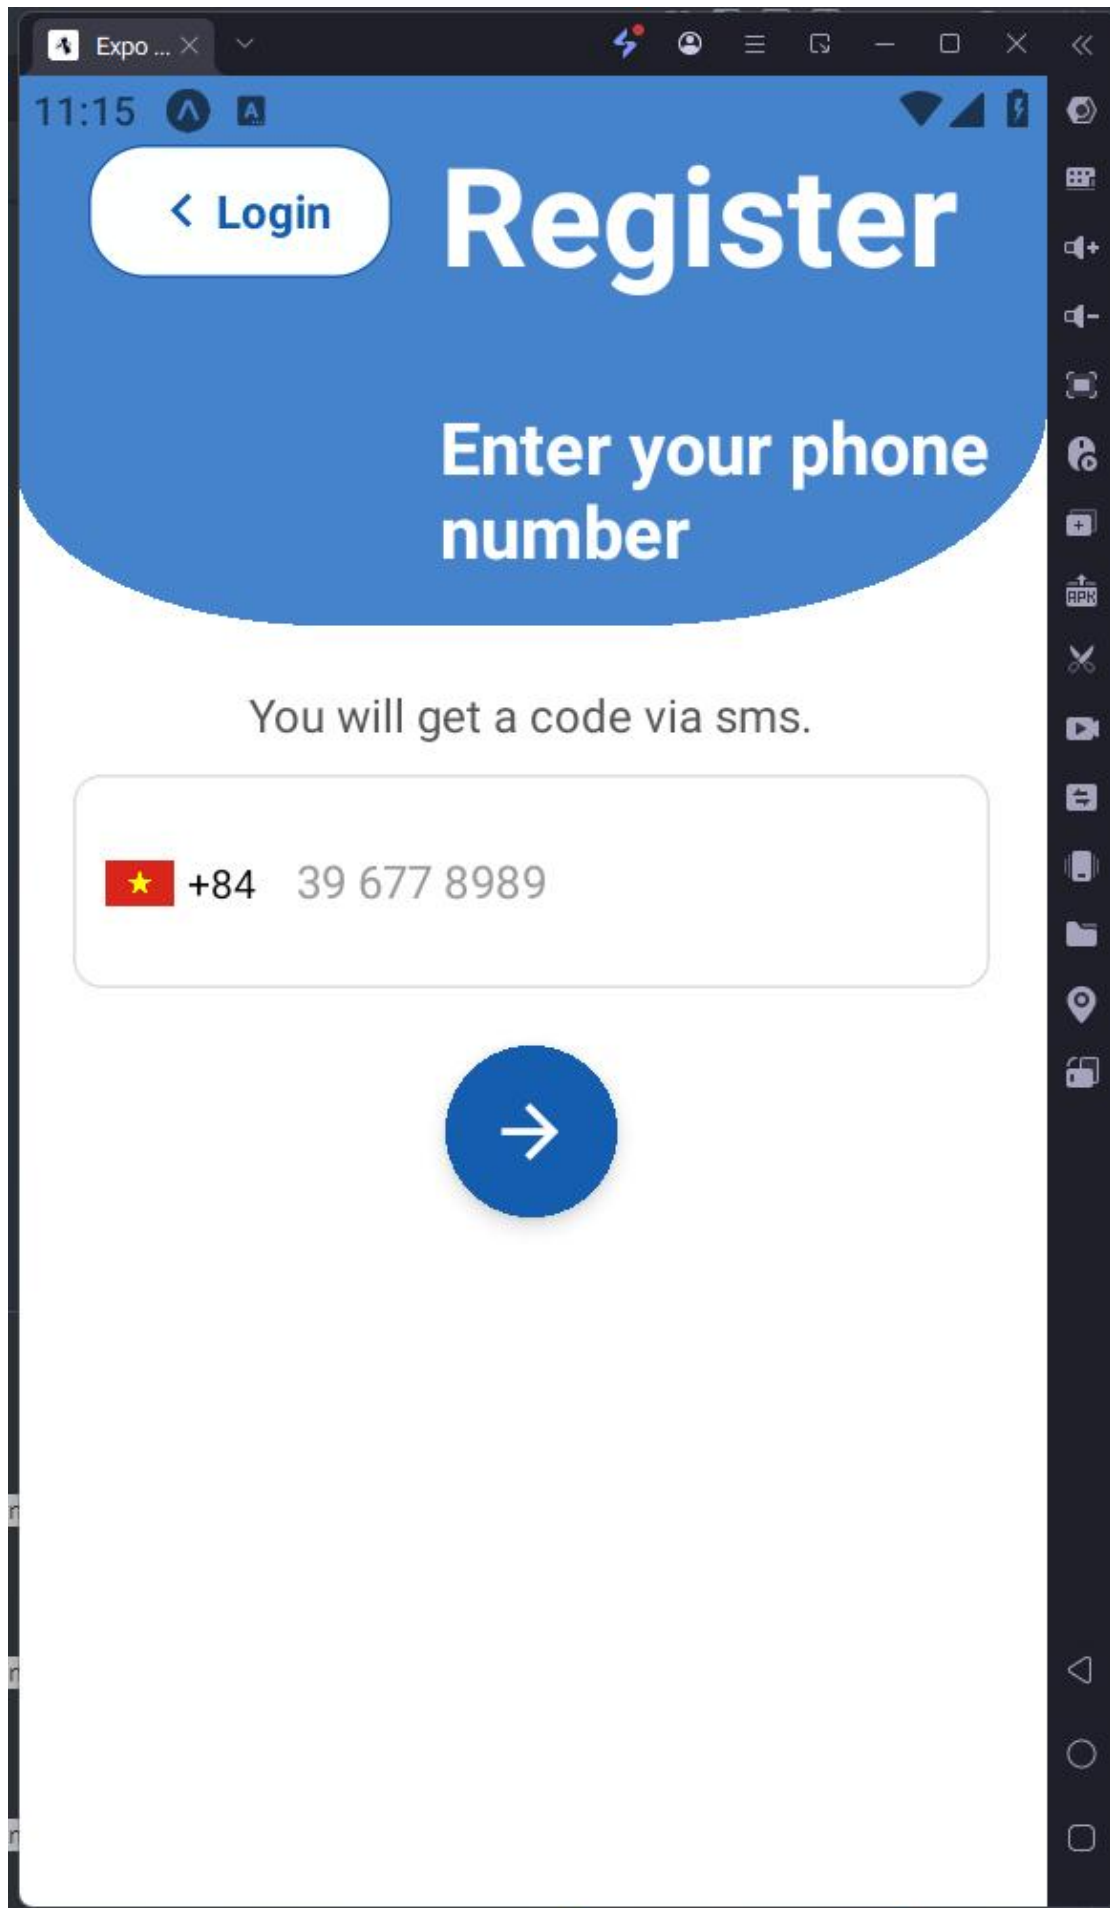 Expo ...
11:15
Login
Register
Enter your phone
number
You will get a code via sms.
+84 39 677 8989
APK